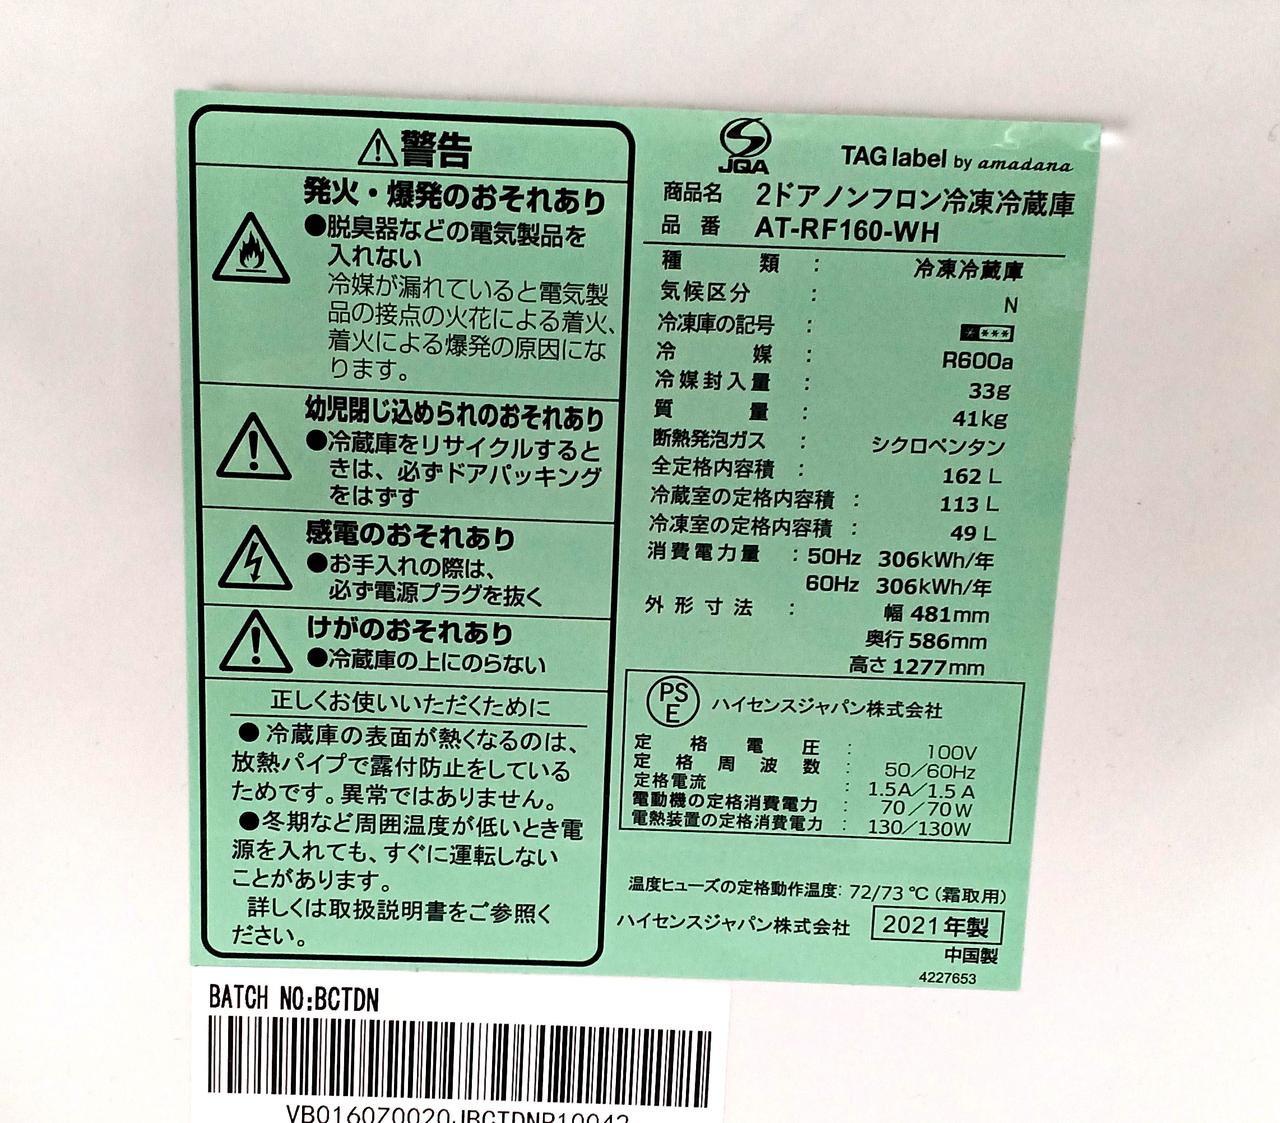 警告
発火・爆発のおそれあり
●脱臭器などの電気製品を
入れない
冷媒が漏れていると電気製
品の接点の火花による着火、
着火による爆発の原因にな
ります。
幼児閉じ込められのおそれあり
●冷蔵庫をリサイクルすると
きは、必ずドアパッキング
をはずす
感電のおそれあり
●お手入れの際は、
必ず電源プラグを抜く
けがのおそれあり
●冷蔵庫の上にのらない
正しくお使いいただくために
●冷蔵庫の表面が熱くなるのは、
放熱パイプで露付防止をしている
ためです。異常ではありません。
●冬期など周囲温度が低いとき電
源を入れても、すぐに運転しない
ことがあります。
詳しくは取扱説明書をご参照く
ださい。
JQA
TAG label by amadana
商品名 2ドアノンフロン冷凍冷蔵庫
品番 AT-RF160-WH
種類 : 冷凍冷蔵庫
気候区分 : N
冷凍庫の記号 : ****
冷媒 : R600a
冷媒封入量 : 33g
質量 : 41kg
断熱発泡ガス : シクロペンタン
全定格内容積 : 162 L
冷蔵室の定格内容積 : 113 L
冷凍室の定格内容積 : 49 L
消費電力量 : 50Hz 306kWh/年
60Hz 306kWh/年
外形寸法 : 幅 481mm
奥行 586mm
高さ 1277mm
PS
E
ハイセンスジャパン株式会社
定格電圧 : 100V
定格周波数 : 50/60Hz
定格電流 : 1.5A/1.5A
電動機の定格消費電力 : 70/70W
電熱装置の定格消費電力 : 130/130W
温度ヒューズの定格動作温度: 72/73℃(霜取用)
ハイセンスジャパン株式会社 2021年製
中国製
4227653
BATCH NO:BCTDN